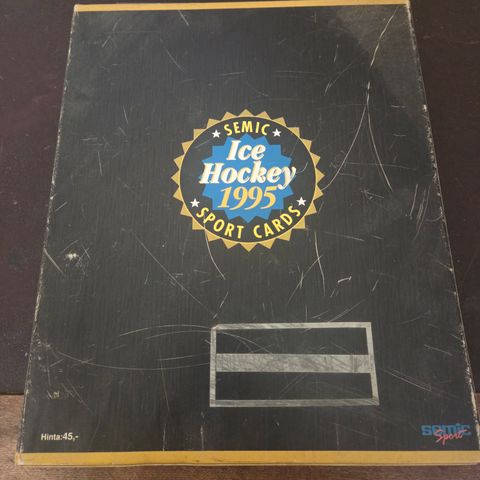 SEMIC
Ice
Hockey
1995
SPORT CARDS
Hinta:45,-
semic
Sport